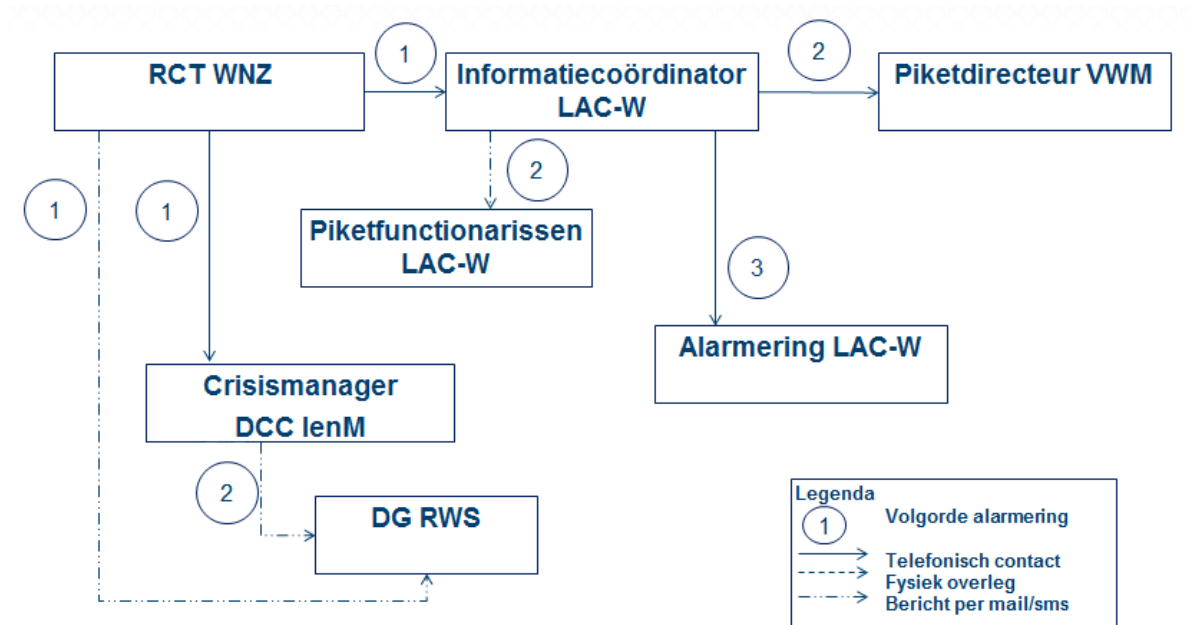 1
2
RCT WNZ
Informatiecoördinator
LAC-W
Piketdirecteur VWM
1
1
2
Piketfunctionarissen
LAC-W
3
Alarmering LAC-W
Crisismanager
DCC IenM
2
DG RWS
Legenda
1
Volgorde alarmering
Telefonisch contact
Fysiek overleg
Bericht per mail/sms